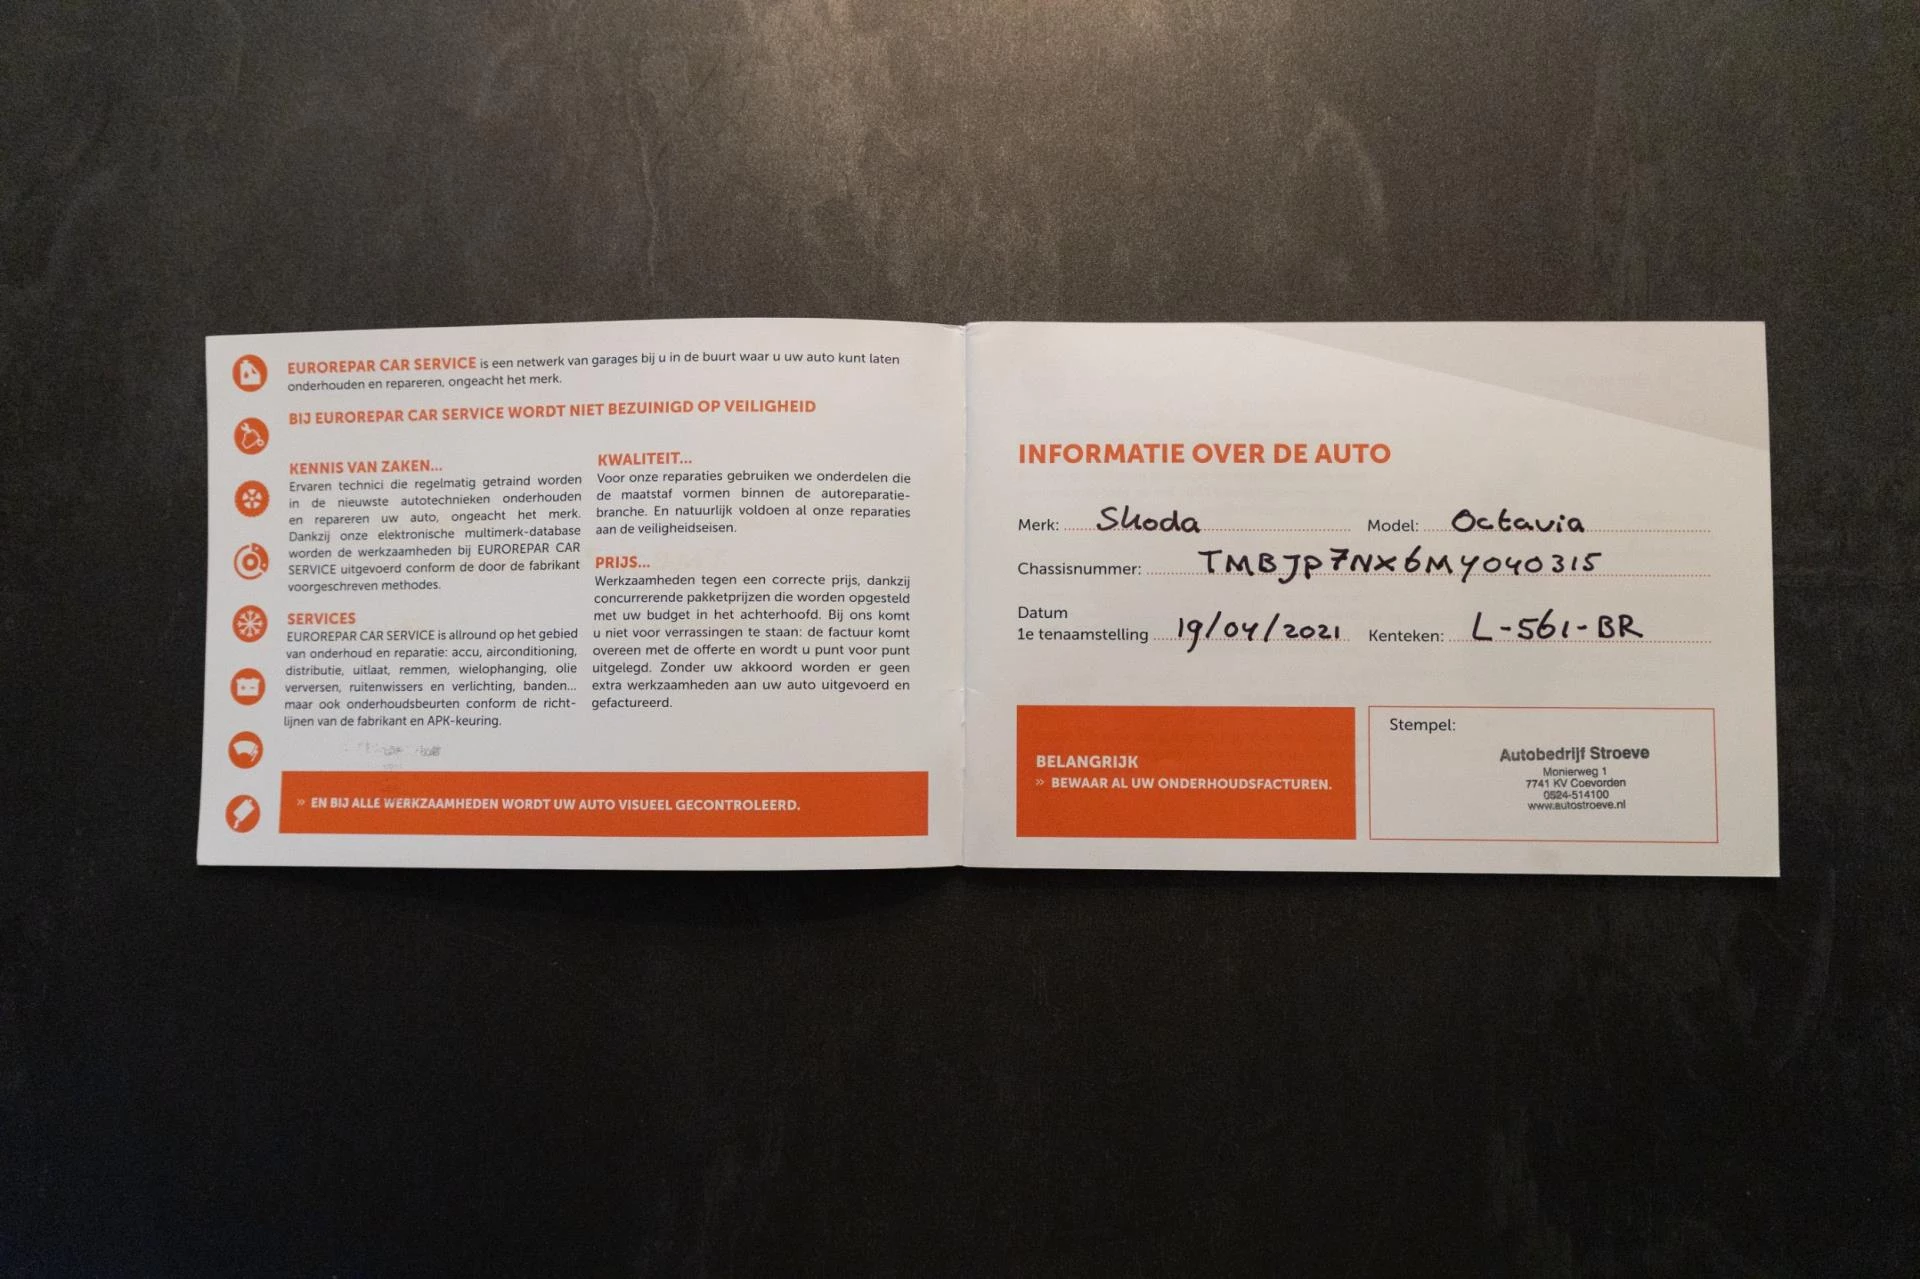 EUROREPAR CAR SERVICE is een netwerk van garages bij u in de buurt waar u uw auto kunt laten
onderhouden en repareren, ongeacht het merk.
BIJ EUROREPAR CAR SERVICE WORDT NIET BEZUINIGD OP VEILIGHEID
KENNIS VAN ZAKEN...
Ervaren technici die regelmatig getraind worden
in de nieuwste autotechnieken onderhouden
en repareren uw auto, ongeacht het merk.
Dankzij onze elektronische multimerk-database
worden de werkzaamheden bij EUROREPAR CAR
SERVICE uitgevoerd conform de door de fabrikant
voorgeschreven methodes.
SERVICES
EUROREPAR CAR SERVICE is allround op het gebied
van onderhoud en reparatie: accu, airconditioning,
distributie, uitlaat, remmen, wielophanging, olie
verversen, ruitenwissers en verlichting, banden...
maar ook onderhoudsbeurten conform de richt-
lijnen van de fabrikant en APK-keuring.
KWALITEIT...
Voor onze reparaties gebruiken we onderdelen die
de maatstaf vormen binnen de autoreparatie-
branche. En natuurlijk voldoen al onze reparaties
aan de veiligheidseisen.
PRIJS...
Werkzaamheden tegen een correcte prijs, dankzij
concurrerende pakketprijzen die worden opgesteld
met uw budget in het achterhoofd. Bij ons komt
u niet voor verrassingen te staan: de factuur komt
overeen met de offerte en wordt u punt voor punt
uitgelegd. Zonder uw akkoord worden er geen
extra werkzaamheden aan uw auto uitgevoerd en
gefactureerd.
» EN BIJ ALLE WERKZAAMHEDEN WORDT UW AUTO VISUEEL GECONTROLEERD.
INFORMATIE OVER DE AUTO
Merk: Skoda Model: Octavia
Chassisnummer: TMBJP7NX6MY040315
Datum
1e tenaamstelling 19/04/2021 Kenteken: L-561-BR
BELANGRIJK
» BEWAAR AL UW ONDERHOUDSFACTUREN.
Stempel:
Autobedrijf Stroeve
Monierweg 1
7741 KV Coevorden
0524-514100
www.autostroeve.nl